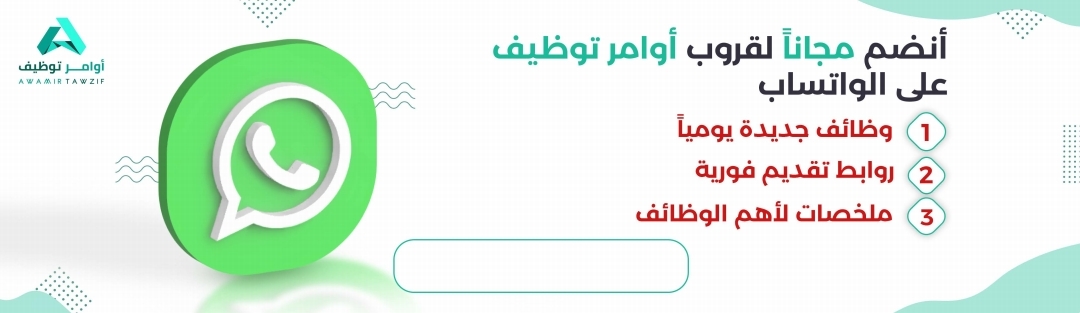 أنضم مجاناً لقروب أوامر توظيف
على الواتساب
1 وظائف جديدة يومياً
2 روابط تقديم فورية
3 ملخصات لأهم الوظائف
أوامر توظيف
AWAMIR TAWZIF